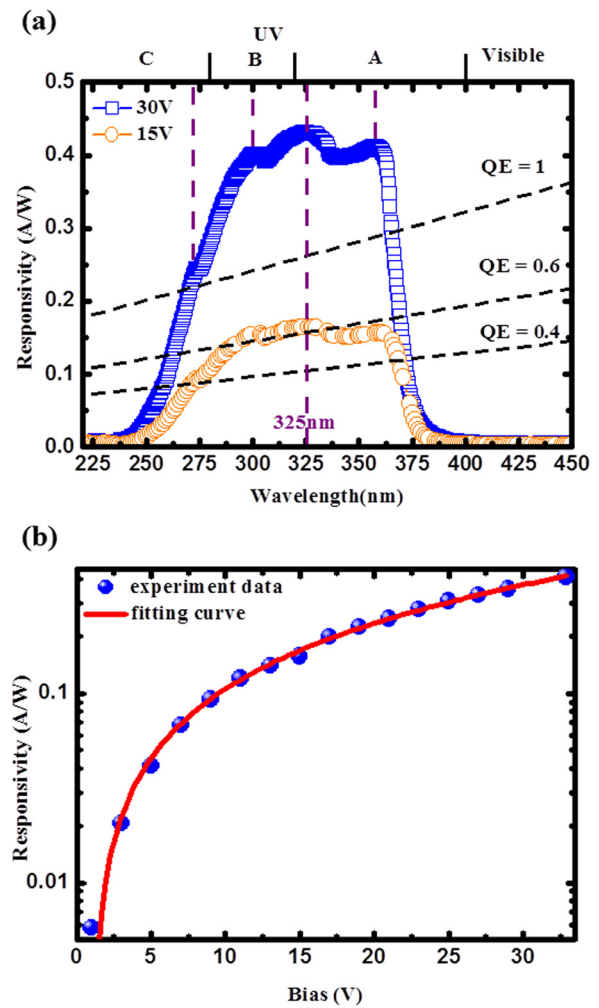 (a)
UV
C B A Visible
0.5
0.4
0.3
0.2
0.1
0.0
Responsivity (A/W)
30V
15V
QE = 1
QE = 0.6
QE = 0.4
325nm
225 250 275 300 325 350 375 400 425 450
Wavelength(nm)
(b)
experiment data
fitting curve
0.1
0.01
Responsivity (A/W)
0 5 10 15 20 25 30
Bias (V)